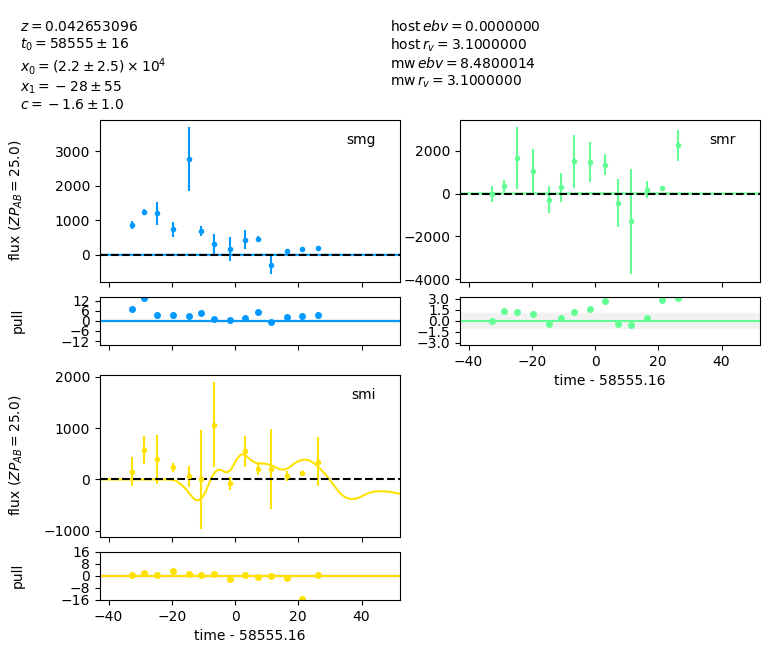 z = 0.042653096
t₀ = 58555 ± 16
x₀ = (2.2 ± 2.5) × 10⁴
x₁ = −28 ± 55
c = −1.6 ± 1.0
host ebv = 0.0000000
host r_v = 3.1000000
mw ebv = 8.4800014
mw r_v = 3.1000000
flux (ZP_AB = 25.0)
smg
3000
2000
1000
0
pull
12
6
0
−6
−12
smr
2000
0
−2000
−4000
3.0
1.5
0.0
−1.5
−3.0
−40 −20 0 20 40
time - 58555.16
flux (ZP_AB = 25.0)
smi
2000
1000
0
−1000
pull
16
8
0
−8
−16
−40 −20 0 20 40
time - 58555.16